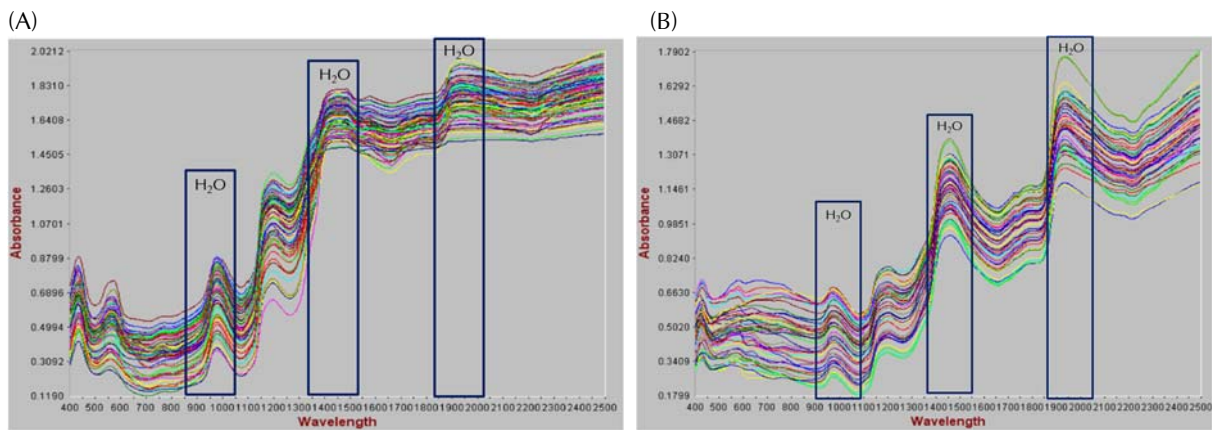 (A)
H₂O
H₂O
H₂O
Absorbance
2.0212
1.8310
1.6408
1.4505
1.2603
1.0701
0.8799
0.6896
0.4994
0.3092
0.1190
400 500 600 700 800 900 1000 1100 1200 1300 1400 1500 1600 1700 1800 1900 2000 2100 2200 2300 2400 2500
Wavelength
(B)
H₂O
H₂O
H₂O
Absorbance
1.7902
1.6292
1.4682
1.3071
1.1461
0.9851
0.8240
0.6630
0.5020
0.3409
0.1799
400 500 600 700 800 900 1000 1100 1200 1300 1400 1500 1600 1700 1800 1900 2000 2100 2200 2300 2400 2500
Wavelength